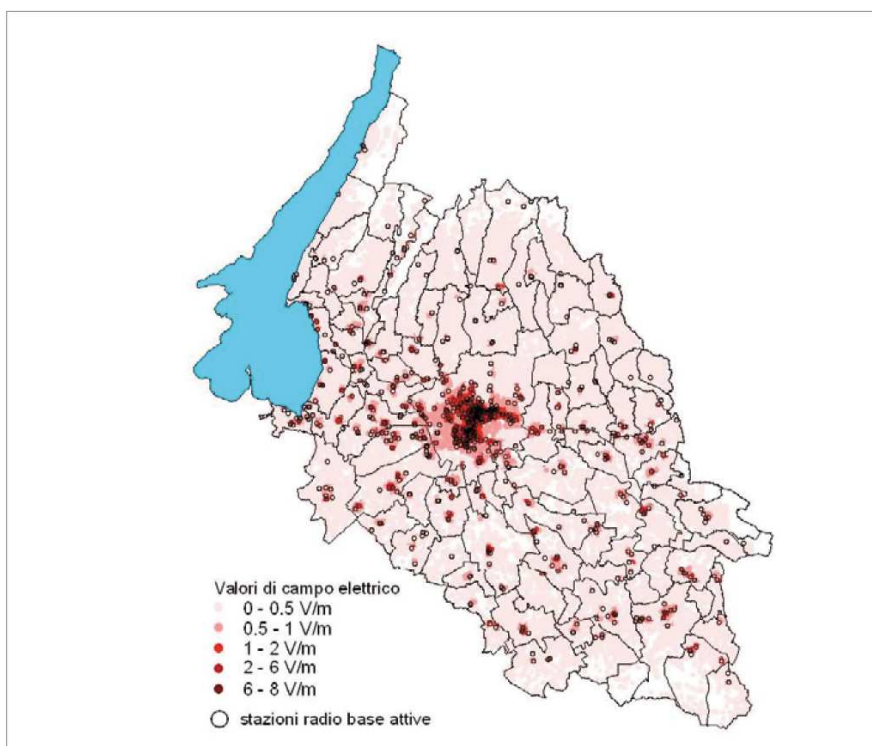 Valori di campo elettrico
0 - 0.5 V/m
0.5 - 1 V/m
1 - 2 V/m
2 - 6 V/m
6 - 8 V/m
stazioni radio base attive